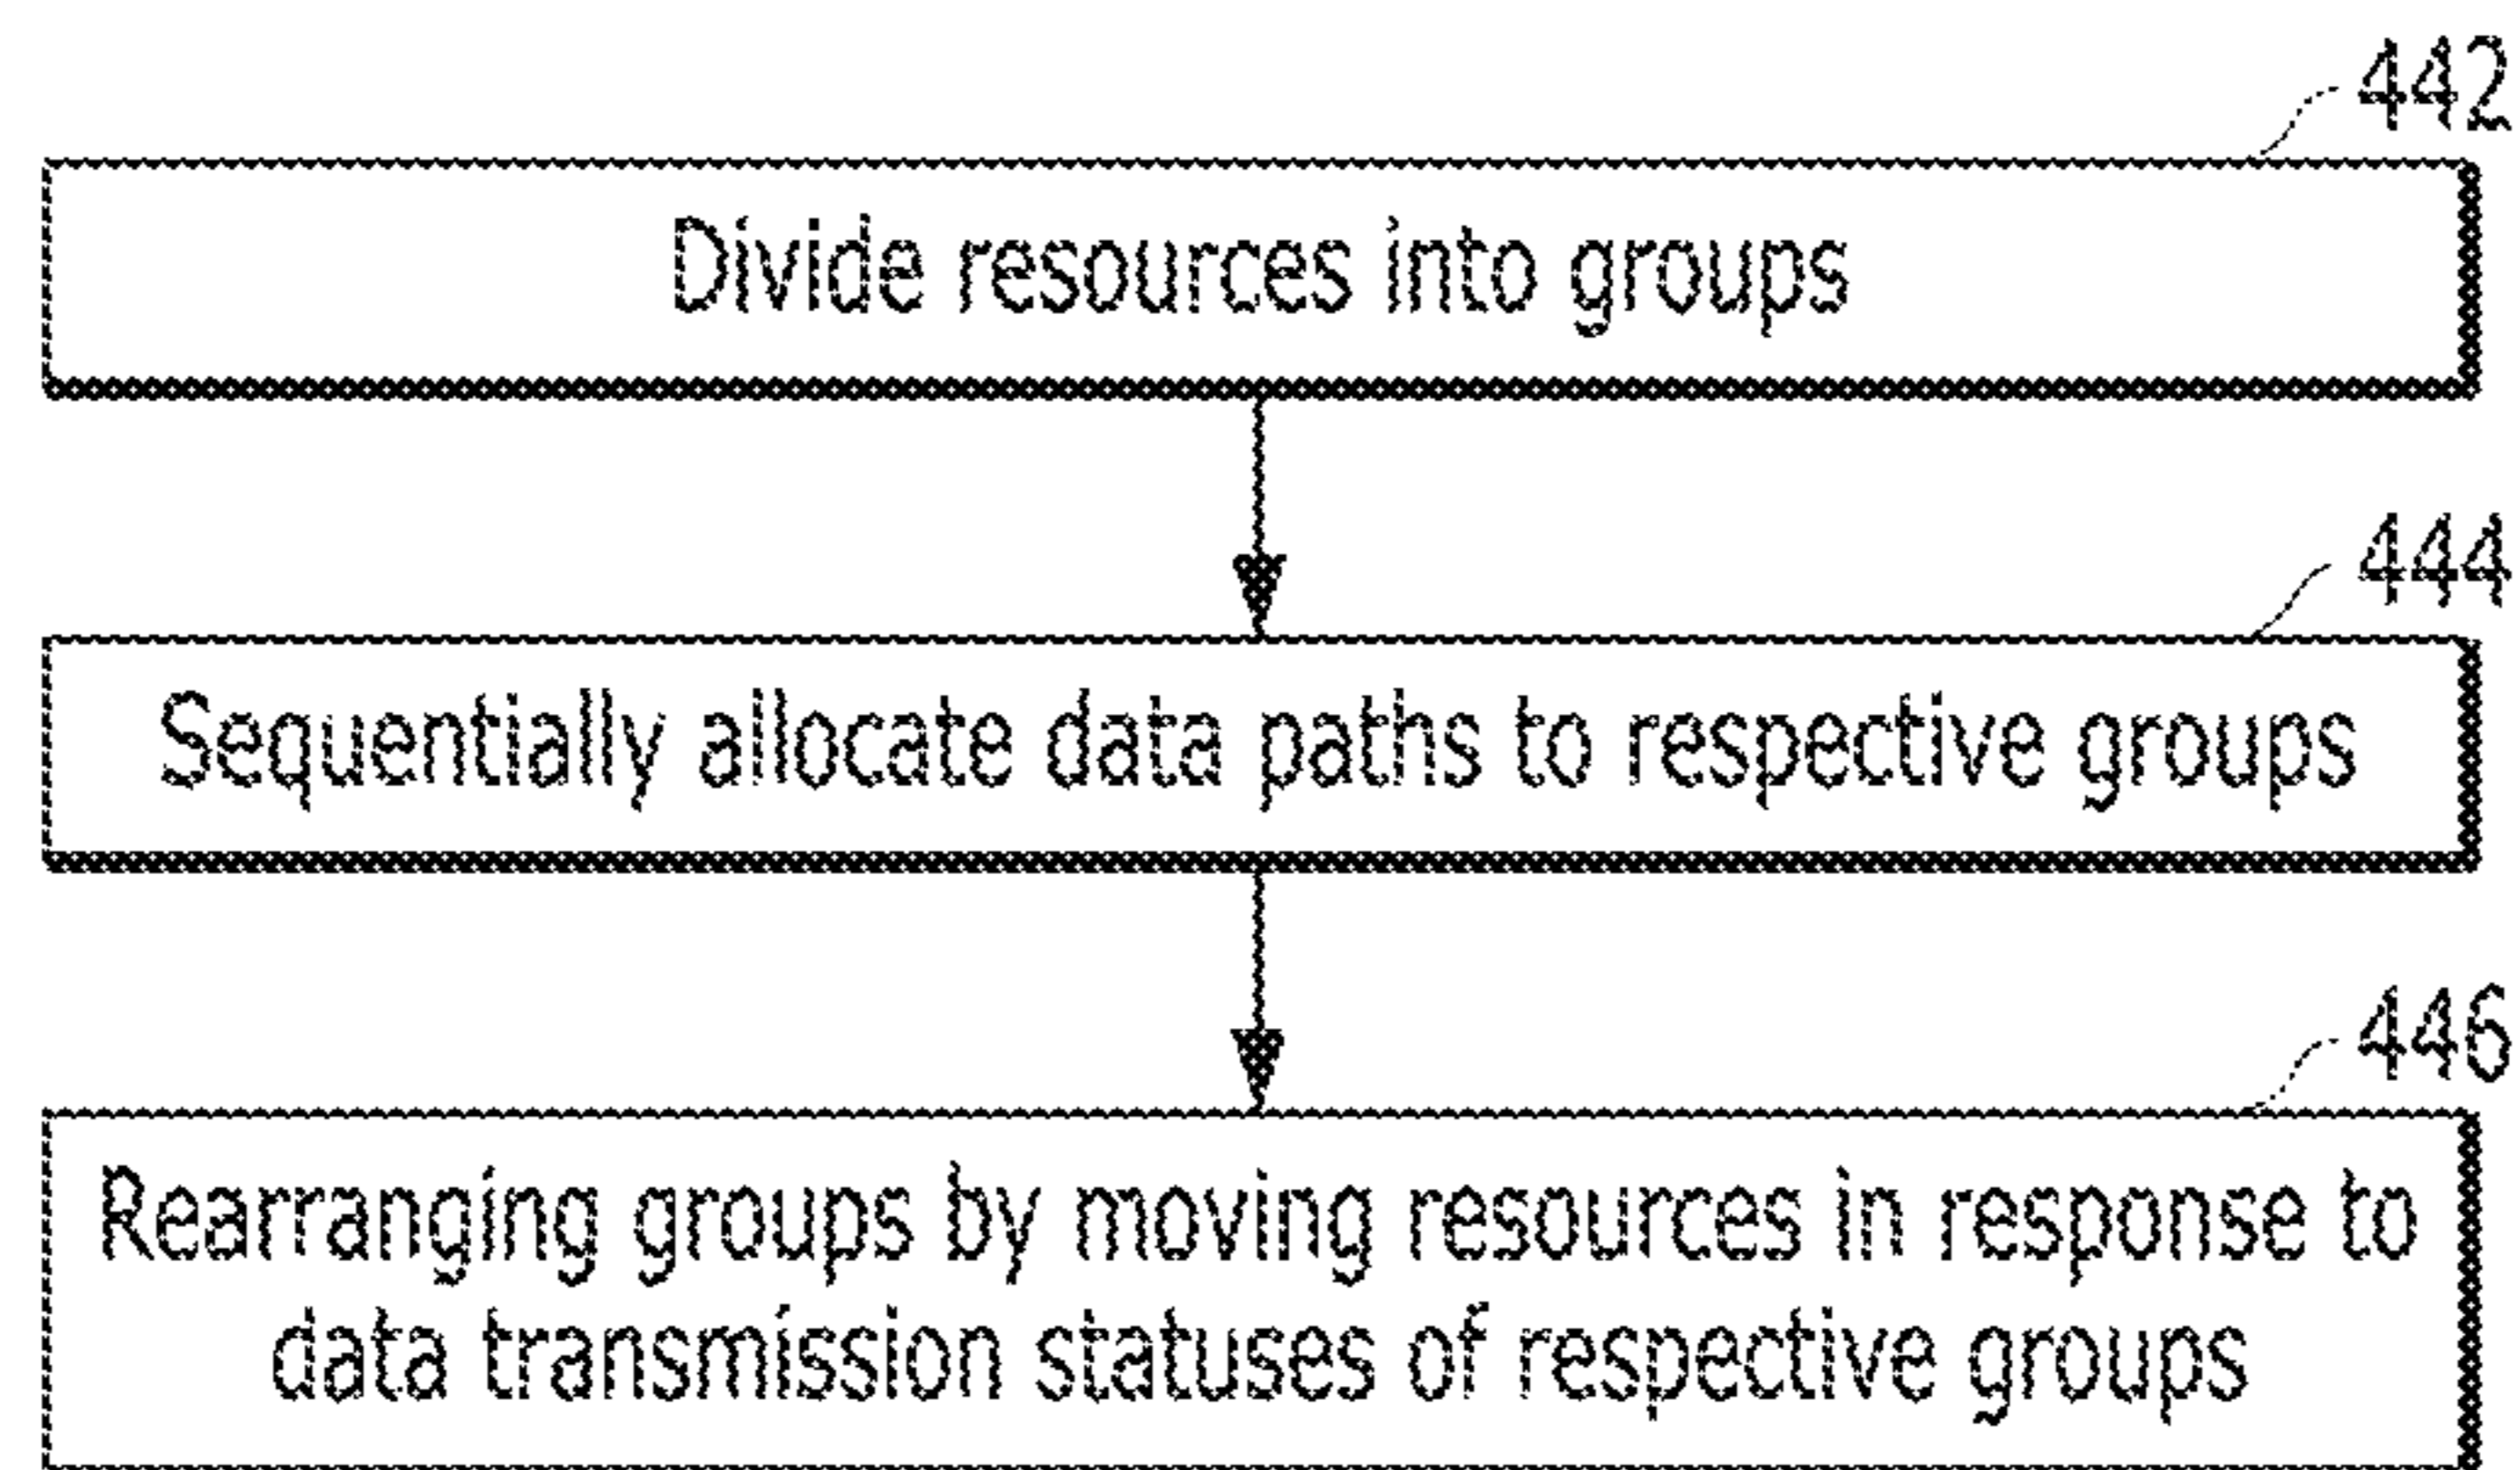 442
Divide resources into groups
444
Sequentially allocate data paths to respective groups
446
Rearranging groups by moving resources in response to
data transmission statuses of respective groups